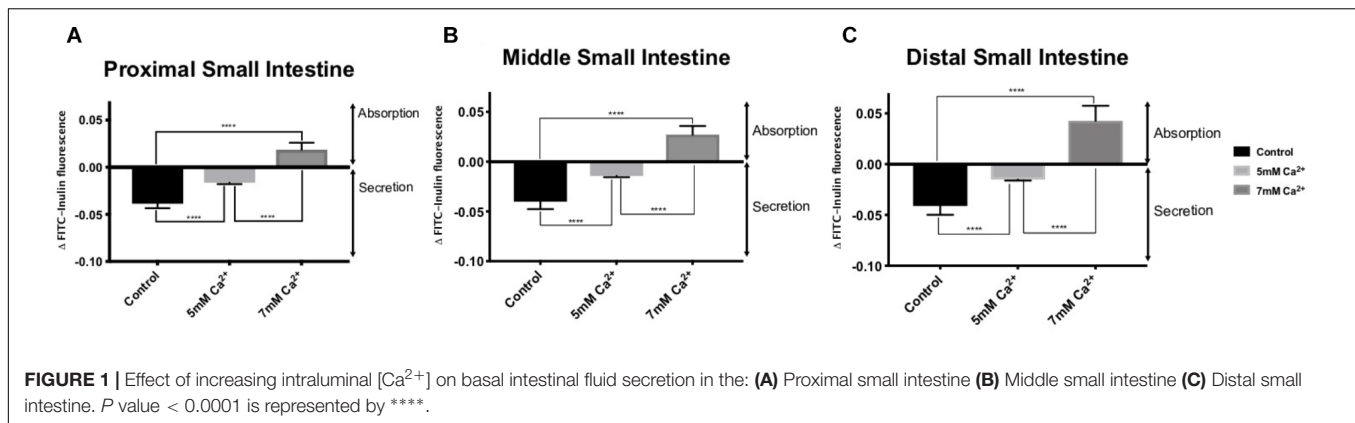 A
Proximal Small Intestine
Δ FITC–Inulin fluorescence
0.05
0.00
-0.05
-0.10
****
****
****
Absorption
Secretion
Control
5mM Ca²⁺
7mM Ca²⁺
B
Middle Small Intestine
Δ FITC–Inulin fluorescence
0.05
0.00
-0.05
-0.10
****
****
****
Absorption
Secretion
Control
5mM Ca²⁺
7mM Ca²⁺
C
Distal Small Intestine
Δ FITC–Inulin fluorescence
0.05
0.00
-0.05
-0.10
****
****
****
Absorption
Secretion
Control
5mM Ca²⁺
7mM Ca²⁺
Control
5mM Ca²⁺
7mM Ca²⁺
FIGURE 1 | Effect of increasing intraluminal [Ca²⁺] on basal intestinal fluid secretion in the: (A) Proximal small intestine (B) Middle small intestine (C) Distal small
intestine. P value < 0.0001 is represented by ****.